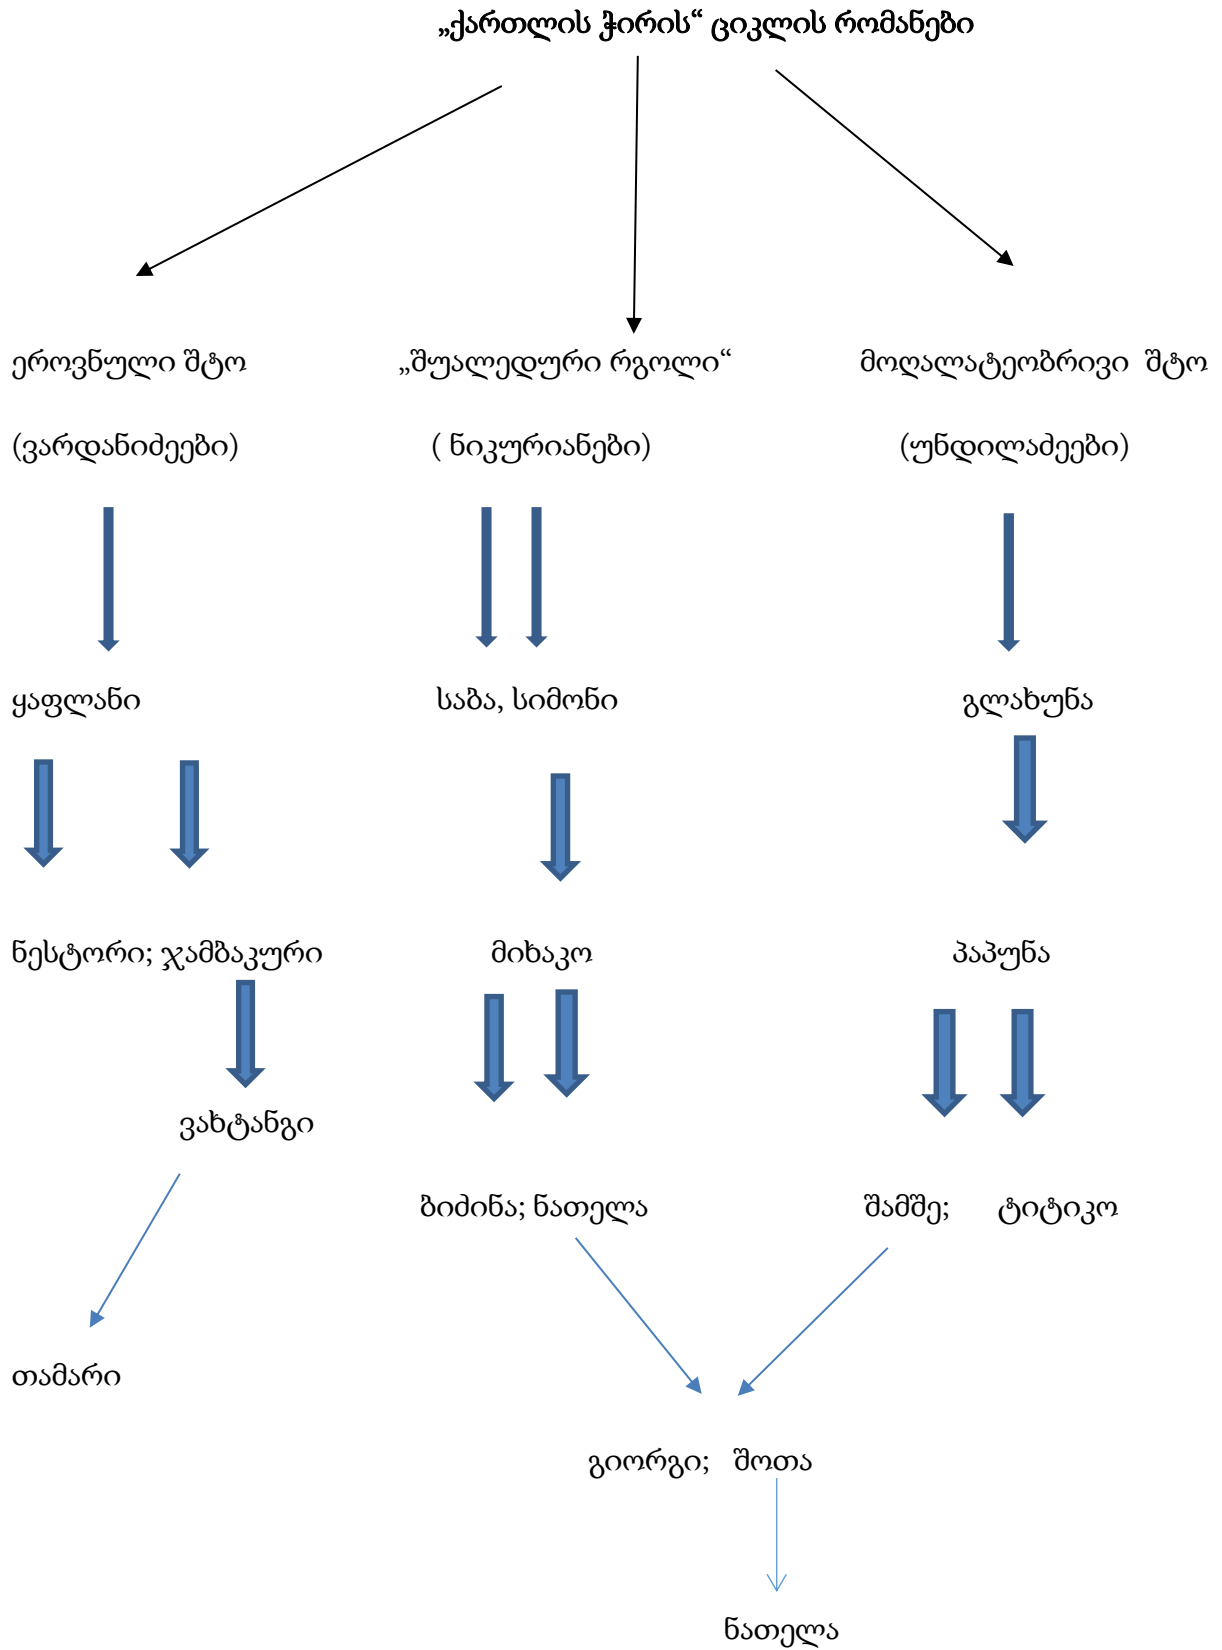 „ქართლის ჭირის“ ციკლის რომანები
ეროვნული შტო „შუალედური რგოლი“ მოღალატეობრივი შტო
(ვარდანიძეები) ( ნიკურიანები) (უნდილაძეები)
ყაფლანი საბა, სიმონი გლახუნა
ნესტორი; ჯამბაკური მიხაკო პაპუნა
ვახტანგი
ბიძინა; ნათელა შამშე; ტიტიკო
თამარი
გიორგი; შოთა
ნათელა